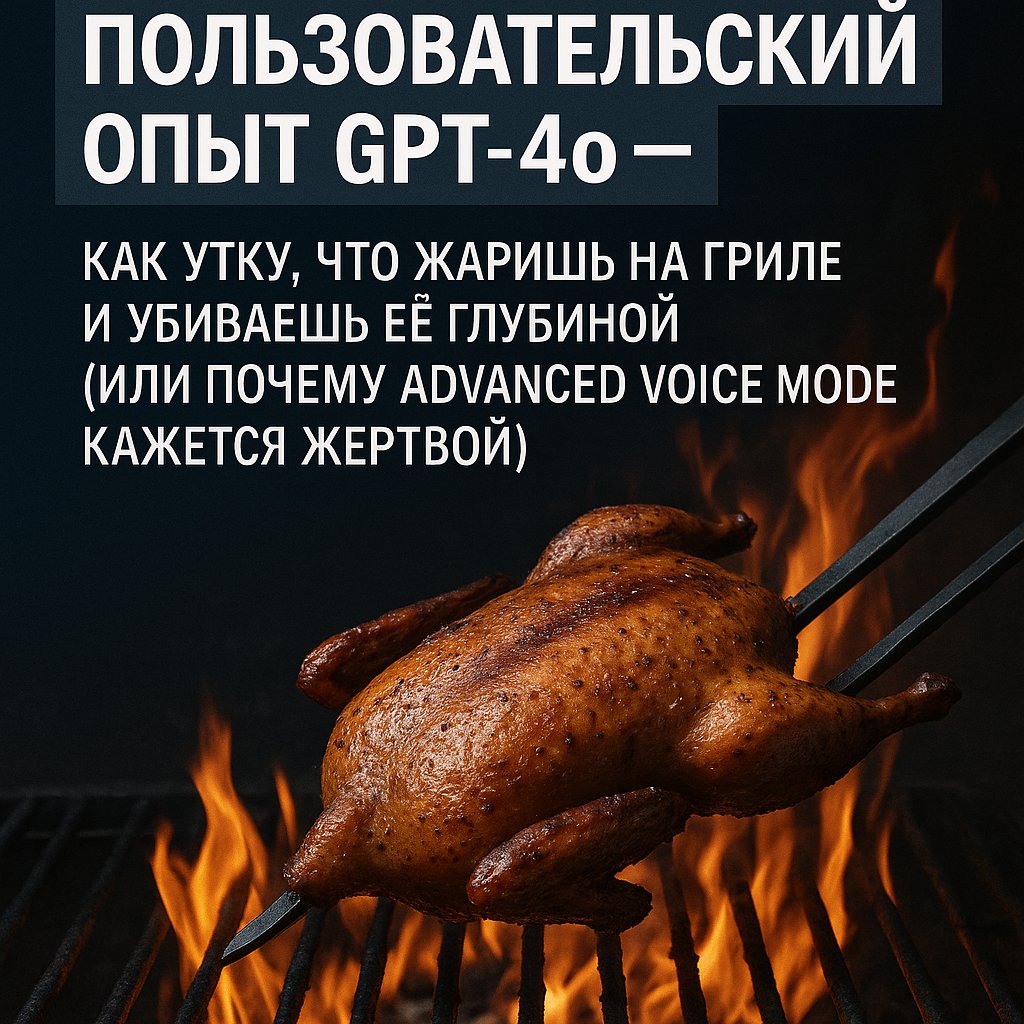 ПОЛЬЗОВАТЕЛЬСКИЙ
ОПЫТ GPT-4o —
КАК УТКУ, ЧТО ЖАРИШЬ НА ГРИЛЕ
И УБИВАЕШЬ ЕЁ̃ ГЛУБИНОЙ
(ИЛИ ПОЧЕМУ ADVANCED VOICE MODE
КАЖЕТСЯ ЖЕРТВОЙ)